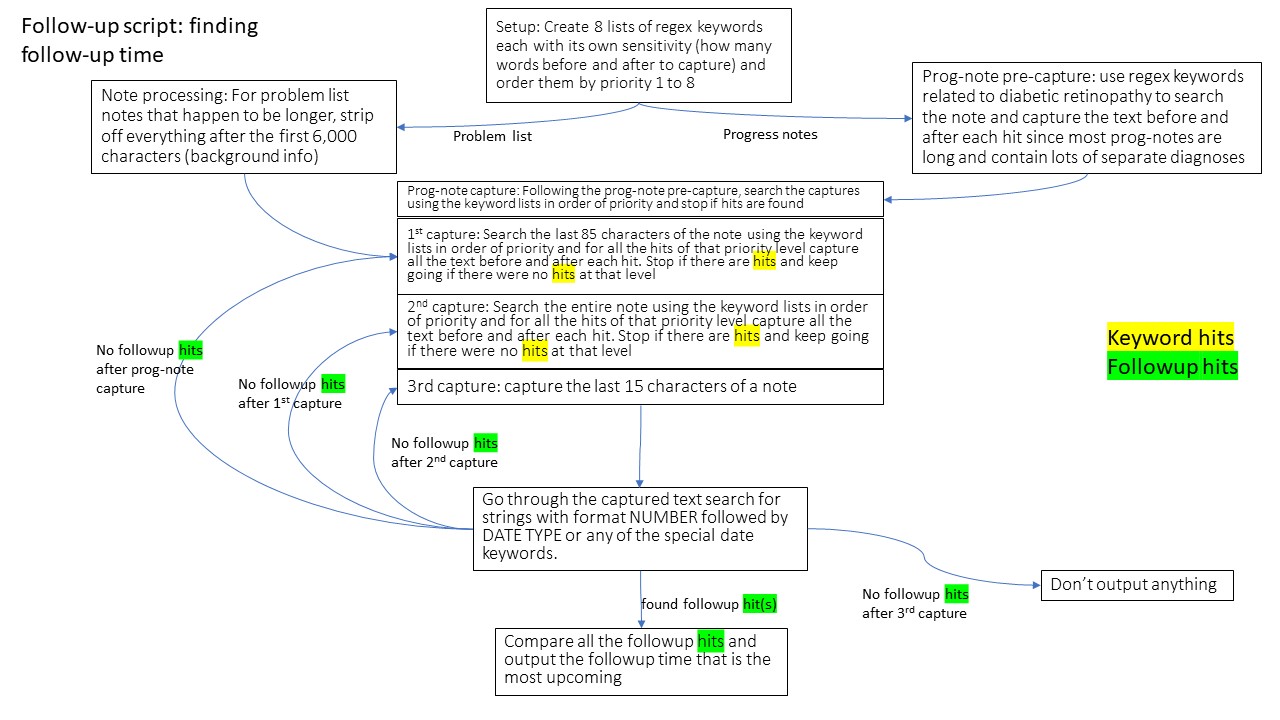 Follow-up script: finding
follow-up time
Setup: Create 8 lists of regex keywords
each with its own sensitivity (how many
words before and after to capture) and
order them by priority 1 to 8
Note processing: For problem list
notes that happen to be longer, strip
off everything after the first 6,000
characters (background info)
Prog-note pre-capture: use regex keywords
related to diabetic retinopathy to search
the note and capture the text before and
after each hit since most prog-notes are
long and contain lots of separate diagnoses
Problem list
Progress notes
Prog-note capture: Following the prog-note pre-capture, search the captures
using the keyword lists in order of priority and stop if hits are found
1st capture: Search the last 85 characters of the note using the keyword
lists in order of priority and for all the hits of that priority level capture
all the text before and after each hit. Stop if there are hits and keep
going if there were no hits at that level
2nd capture: Search the entire note using the keyword lists in order
of priority and for all the hits of that priority level capture all the
text before and after each hit. Stop if there are hits and keep going
if there were no hits at that level
3rd capture: capture the last 15 characters of a note
Keyword hits
Followup hits
No followup hits
after prog-note
capture
No followup hits
after 1st capture
No followup hits
after 2nd capture
Go through the captured text search for
strings with format NUMBER followed by
DATE TYPE or any of the special date
keywords.
found followup hit(s)
No followup hits
after 3rd capture
Don't output anything
Compare all the followup hits and
output the followup time that is the
most upcoming